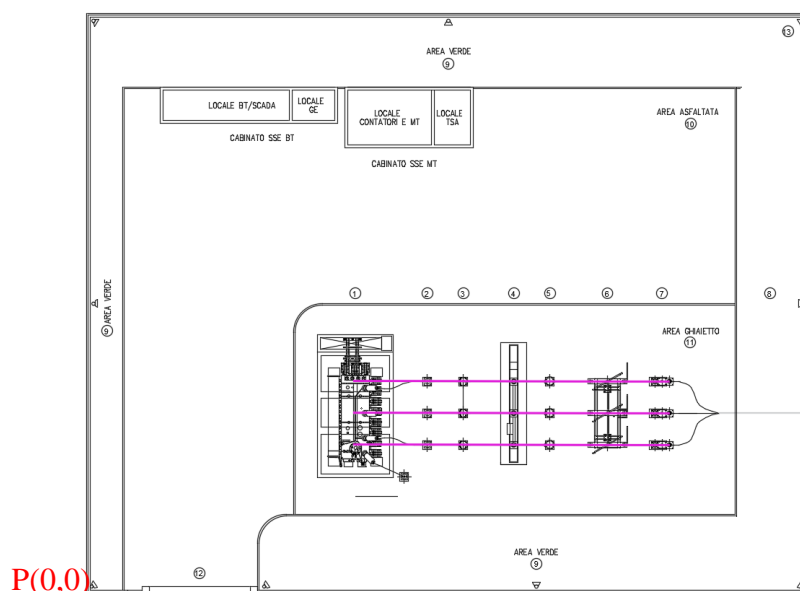 13
AREA VERDE
9
LOCALE BT/SCADA
LOCALE
GE
LOCALE
CONTATORI E MT
LOCALE
TSA
AREA ASFALTATA
10
CABINATO SSE BT
CABINATO SSE MT
AREA VERDE
9
1
2
3
4
5
6
7
8
AREA GHIAIETTO
11
AREA VERDE
9
12
P(0,0)